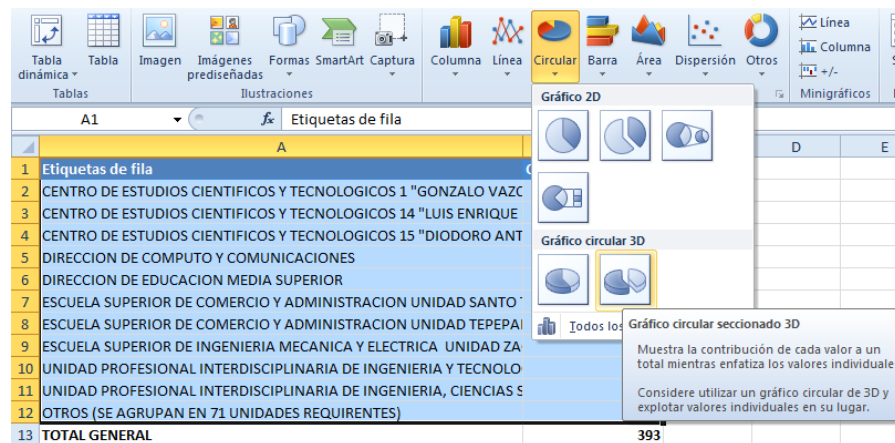 Tabla dinámica
Tabla
Imagen
Imágenes prediseñadas
Formas
SmartArt
Captura
Columna
Línea
Circular
Barra
Área
Dispersión
Otros
Línea
Columna
+/-
Tablas
Ilustraciones
Minigráficos
A1
fx
Etiquetas de fila
Gráfico 2D
Gráfico circular 3D
Todos los
Gráfico circular seccionado 3D
Muestra la contribución de cada valor a un
total mientras enfatiza los valores
Considere utilizar un gráfico de 3D y
explotar valores individuales en su lugar.
A
D
E
1 Etiquetas de fila
2 CENTRO DE ESTUDIOS CIENTIFICOS Y TECNOLOGICOS 1 "GONZALO
3 CENTRO DE ESTUDIOS CIENTIFICOS Y TECNOLOGICOS 14 "LUIS ENRIQUE
4 CENTRO DE ESTUDIOS CIENTIFICOS Y TECNOLOGICOS 15 "DIODORO ANT
5 DIRECCION DE COMPUTO Y COMUNICACIONES
6 DIRECCION DE EDUCACION MEDIA SUPERIOR
7 ESCUELA SUPERIOR DE COMERCIO Y ADMINISTRACION UNIDAD SANTO
8 ESCUELA SUPERIOR DE COMERCIO Y ADMINISTRACION UNIDAD TEPEPA
9 ESCUELA SUPERIOR DE INGENIERIA MECANICA Y ELECTRICA UNIDAD ZA
10 UNIDAD PROFESIONAL INTERDISCIPLINARIA DE INGENIERIA Y TECNOLO
11 UNIDAD PROFESIONAL INTERDISCIPLINARIA DE INGENIERIA, CIENCIAS S
12 OTROS (SE AGRUPAN EN 71 UNIDADES REQUIRENTES)
13 TOTAL GENERAL 393